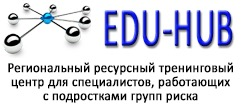 EDU-HUB
Региональный ресурсный тренинговый
центр для специалистов, работающих
с подростками групп риска